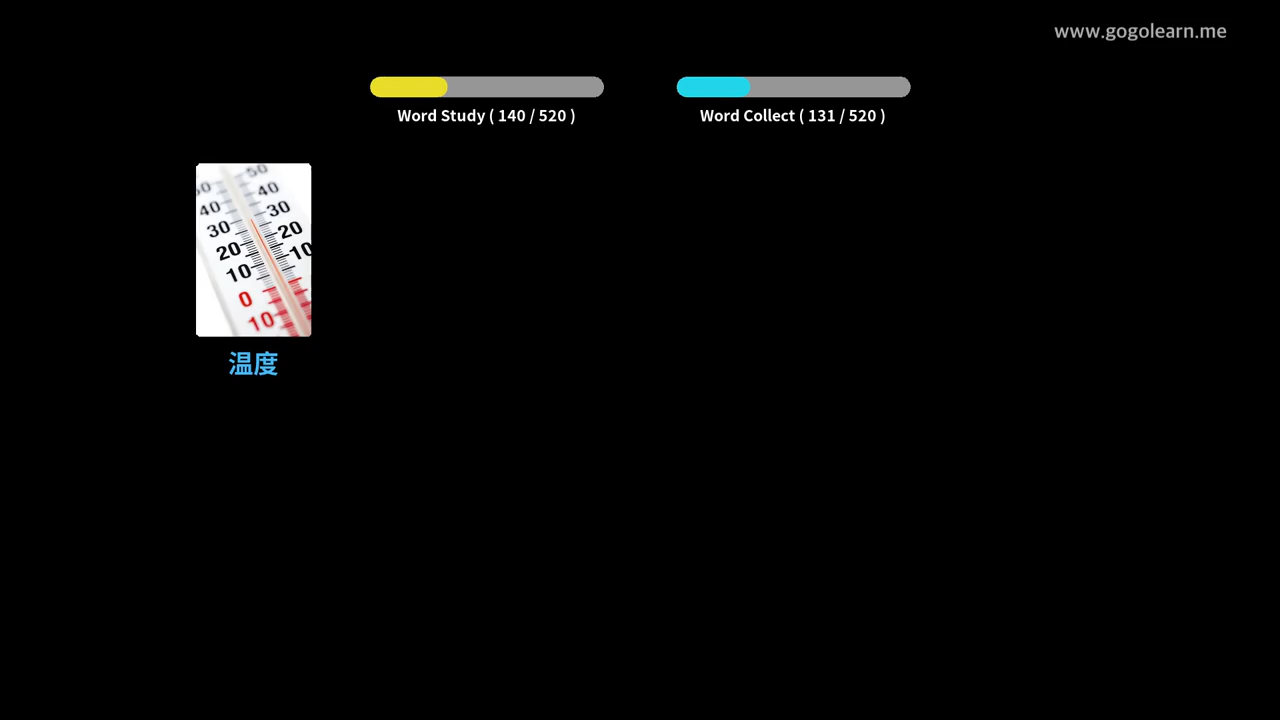 www.gogolearn.me
Word Study ( 140 / 520 )
Word Collect ( 131 / 520 )
50
40 40
30 30
20 20
10 10
0
10
温度